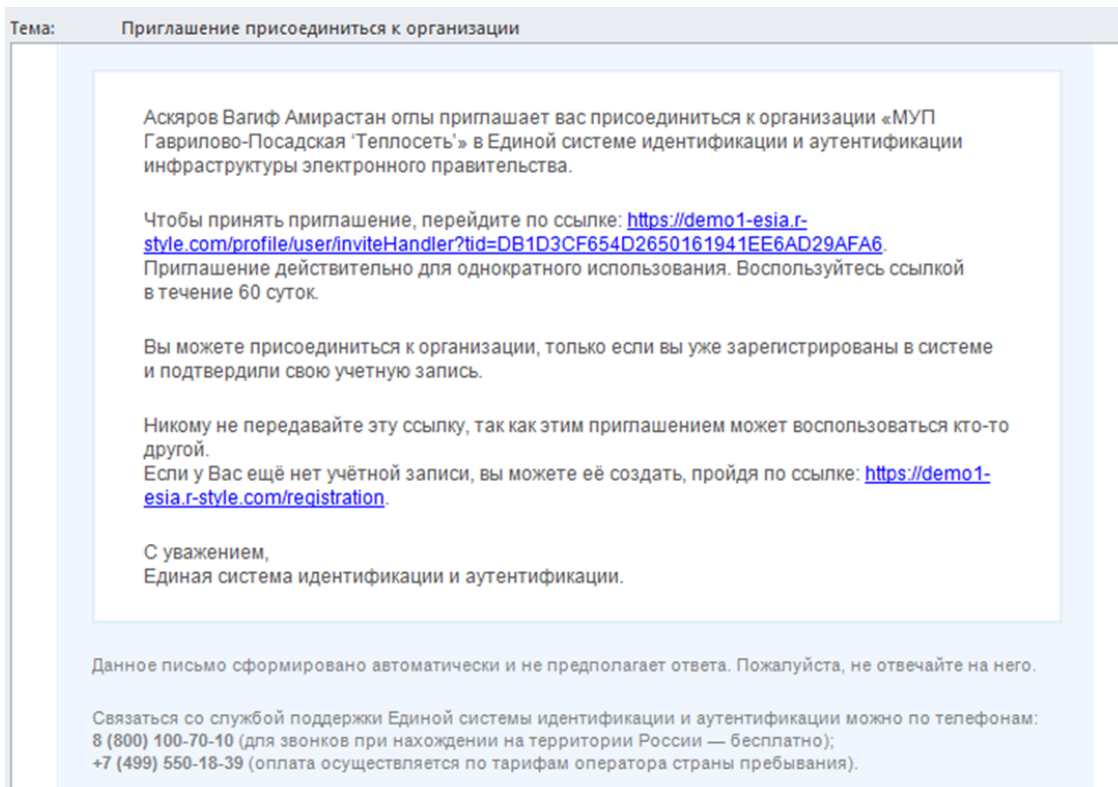 Тема: Приглашение присоединиться к организации
Аскяров Вагиф Амирастан оглы приглашает вас присоединиться к организации «МУП
Гаврилово-Посадская ‘Теплосеть’» в Единой системе идентификации и аутентификации
инфраструктуры электронного правительства.
Чтобы принять приглашение, перейдите по ссылке: https://demo1-esia.r-
style.com/profile/user/inviteHandler?tid=DB1D3CF654D2650161941EE6AD29AFA6.
Приглашение действительно для однократного использования. Воспользуйтесь ссылкой
в течение 60 суток.
Вы можете присоединиться к организации, только если вы уже зарегистрированы в системе
и подтвердили свою учетную запись.
Никому не передавайте эту ссылку, так как этим приглашением может воспользоваться кто-то
другой.
Если у Вас ещё нет учётной записи, вы можете её создать, пройдя по ссылке: https://demo1-
esia.r-style.com/registration.
С уважением,
Единая система идентификации и аутентификации.
Данное письмо сформировано автоматически и не предполагает ответа. Пожалуйста, не отвечайте на него.
Связаться со службой поддержки Единой системы идентификации и аутентификации можно по телефонам:
8 (800) 100-70-10 (для звонков при нахождении на территории России — бесплатно);
+7 (499) 550-18-39 (оплата осуществляется по тарифам оператора страны пребывания).